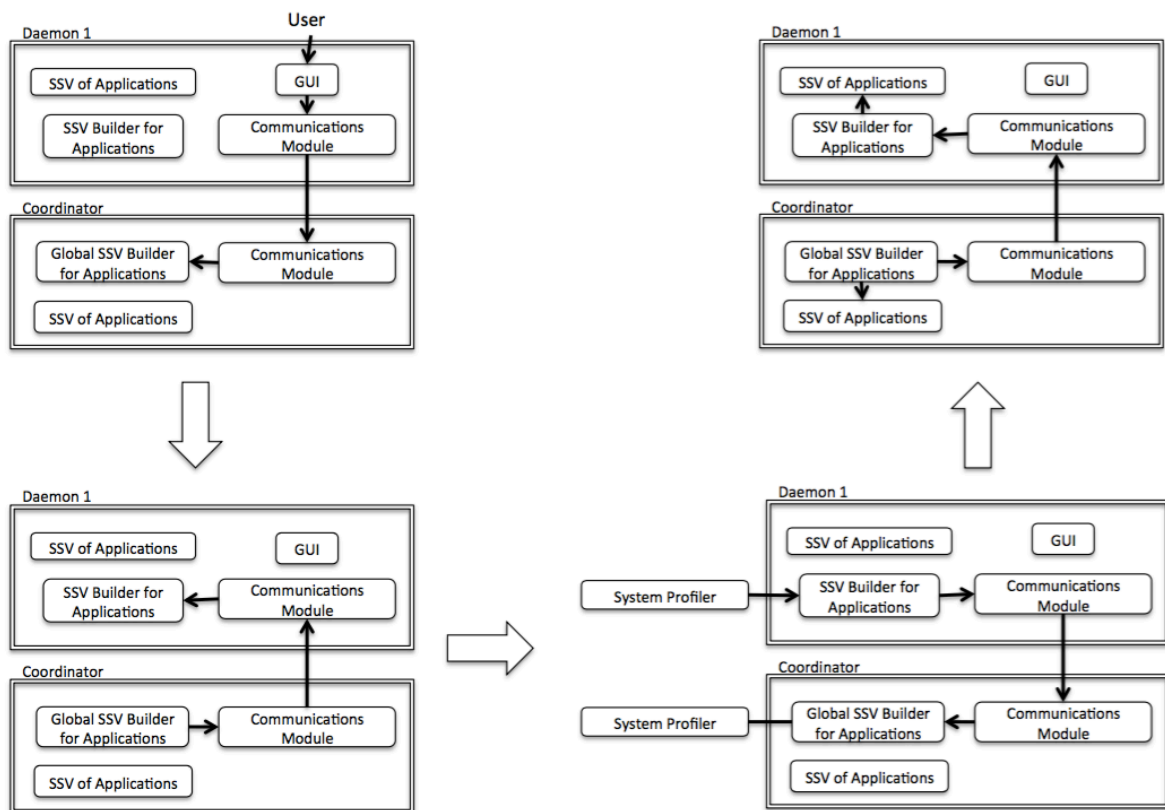 User
Daemon 1
SSV of Applications
GUI
SSV Builder for
Applications
Communications
Module
Coordinator
Global SSV Builder
for Applications
Communications
Module
SSV of Applications
Daemon 1
SSV of Applications
GUI
SSV Builder for
Applications
Communications
Module
Coordinator
Global SSV Builder
for Applications
Communications
Module
SSV of Applications
Daemon 1
SSV of Applications
GUI
SSV Builder for
Applications
Communications
Module
Coordinator
Global SSV Builder
for Applications
Communications
Module
SSV of Applications
Daemon 1
SSV of Applications
GUI
System Profiler
SSV Builder for
Applications
Communications
Module
Coordinator
System Profiler
Global SSV Builder
for Applications
Communications
Module
SSV of Applications